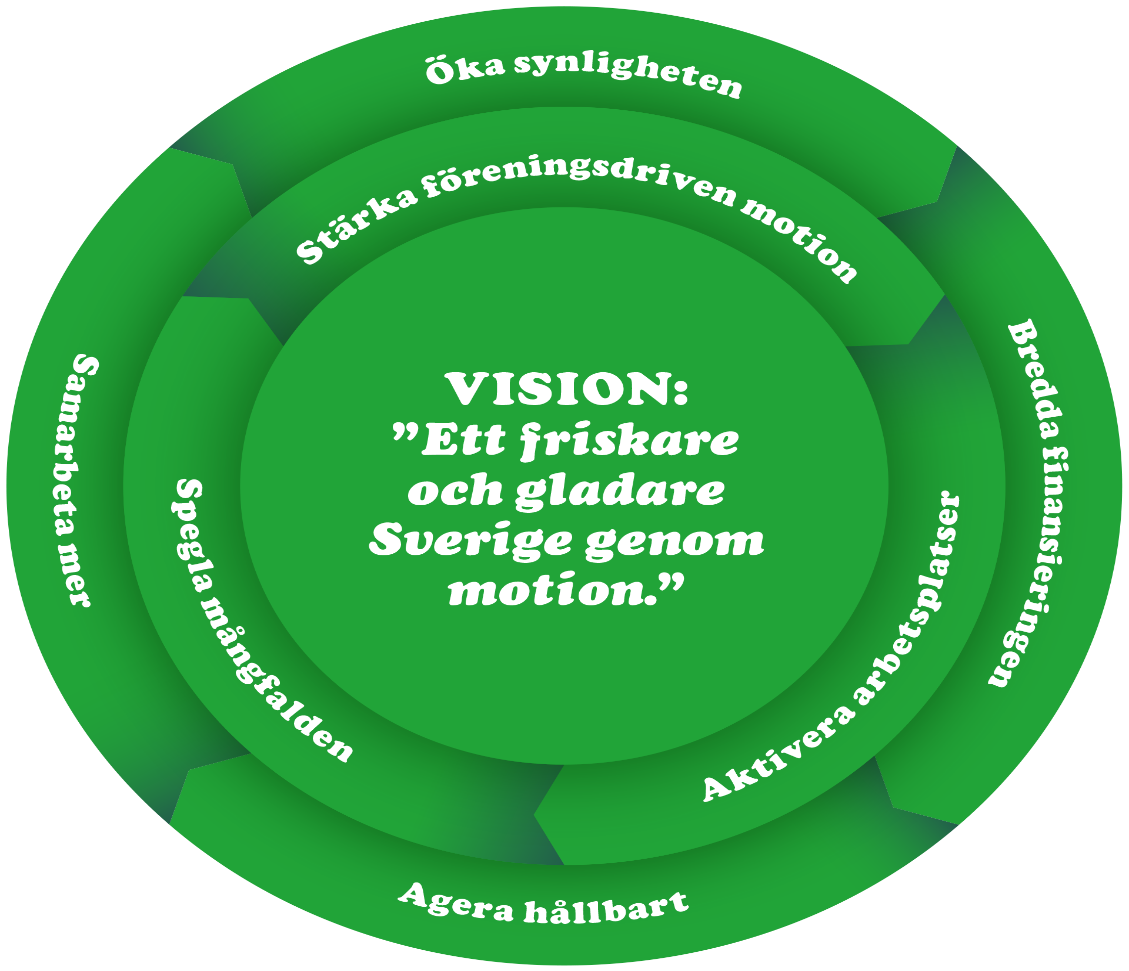 Öka synligheten
Stärka föreningsdriven motion
VISION:
”Ett friskare
och gladare
Sverige genom
motion.”
Bredda finansieringen
Aktivera arbetsplatser
Samarbeta mer
Spegla mångfalden
Agera hållbart